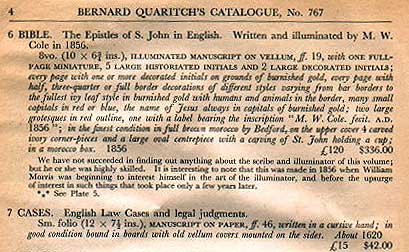 4 BERNARD QUARITCH'S CATALOGUE, No. 767
6 BIBLE. The Epistles of S. John in English. Written and illuminated by M. W.
Cole in 1856.
8vo. (10 × 6¾ ins.), ILLUMINATED MANUSCRIPT ON VELLUM, ff. 19, WITH ONE FULL-
PAGE MINIATURE, 5 LARGE HISTORIATED INITIALS AND 2 LARGE DECORATED INITIALS;
every page with one or more decorated initials on grounds of burnished gold, every page with
half, three-quarter or full border decorations of different styles varying from bar borders to
the fullest ivy leaf style in burnished gold with humans and animals in the border, many small
capitals in red or blue, the name of Jesus always in capitals of burnished gold; two large
grotesques in red outline, one with a label bearing the inscription "M. W. Cole. fecit. A.D.
1856"; in the finest condition in full brown morocco by Bedford, on the upper cover 4 carved
ivory corner-pieces and a large oval centrepiece with a carving of St. John holding a cup;
in a morocco box. 1856 £120 $336.00
We have not succeeded in finding out anything about the scribe and illuminator of this volume;
but he or she was highly skilled. It is interesting to note that this was made in 1856 when William
Morris was beginning to interest himself in the art of the illuminator, and before the upsurge
of interest in such things that took place only a few years later.
*** See Plate 5.
7 CASES. English Law Cases and legal judgments.
Sm. folio (12 × 7½ ins.), MANUSCRIPT ON PAPER, ff. 46, written in a cursive hand; in
good condition bound in boards with old vellum covers mounted on the sides. About 1620
£15 $42.00